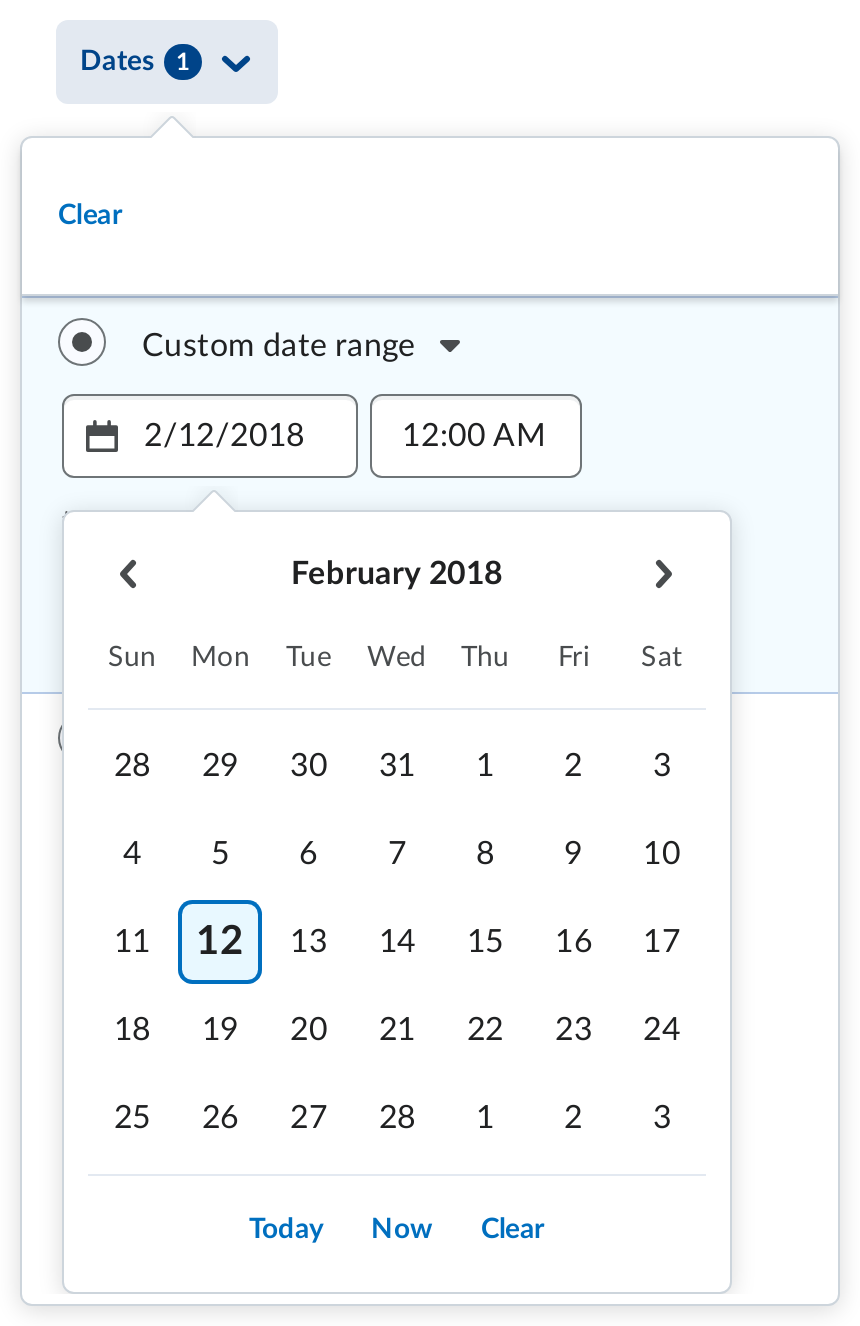 Dates 1
Clear
Custom date range
2/12/2018 12:00 AM
February 2018
Sun Mon Tue Wed Thu Fri Sat
28 29 30 31 1 2 3
4 5 6 7 8 9 10
11 12 13 14 15 16 17
18 19 20 21 22 23 24
25 26 27 28 1 2 3
Today Now Clear